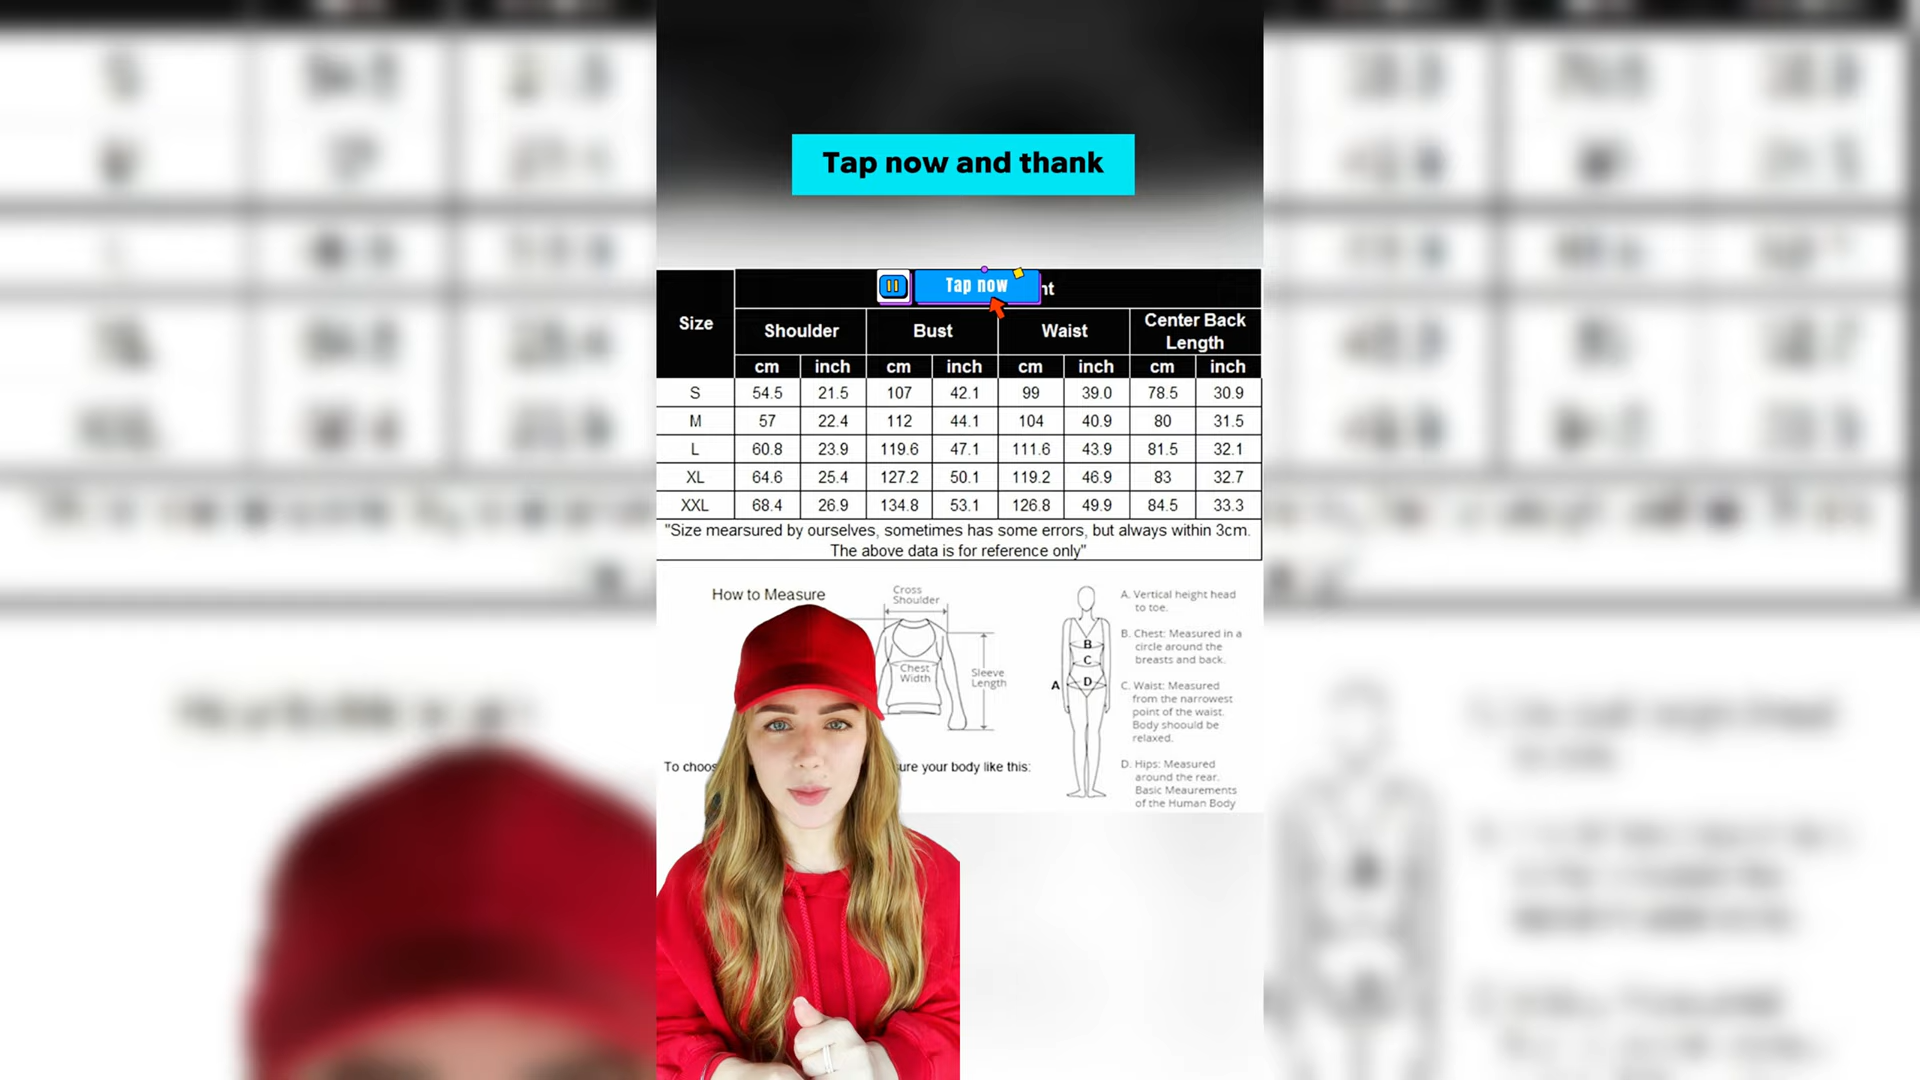 Tap now and thank
Tap now
nt
Size
Shoulder Bust Waist Center Back Length
cm inch cm inch cm inch cm inch
S 54.5 21.5 107 42.1 99 39.0 78.5 30.9
M 57 22.4 112 44.1 104 40.9 80 31.5
L 60.8 23.9 119.6 47.1 111.6 43.9 81.5 32.1
XL 64.6 25.4 127.2 50.1 119.2 46.9 83 32.7
XXL 68.4 26.9 134.8 53.1 126.8 49.9 84.5 33.3
"Size mearsured by ourselves, sometimes has some errors, but always within 3cm.
The above data is for reference only"
How to Measure
Cross
Shoulder
Chest
Width
Sleeve
Length
To choos
ure your body like this:
A
B
C
D
A. Vertical height head
to toe.
B. Chest: Measured in a
circle around the
breasts and back.
C. Waist: Measured
from the narrowest
point of the waist.
Body shoould be
relaxed.
D. Hips: Measured
around the rear.
Basic Meaurements
of the Human Body